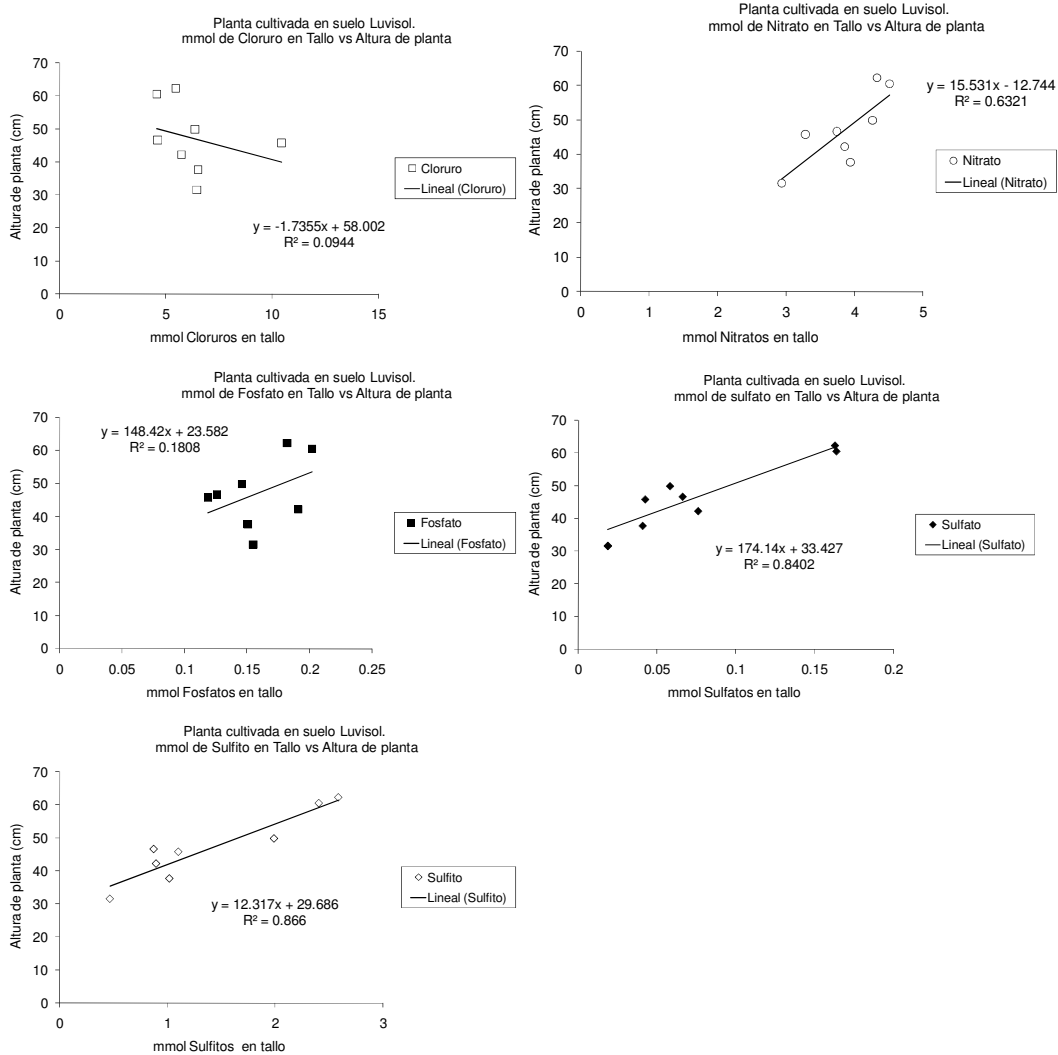 Planta cultivada en suelo Luvisol.
mmol de Cloruro en Tallo vs Altura de planta
Altura de planta (cm)
70
60
50
40
30
20
10
0
0
5
10
15
mmol Cloruros en tallo
y = -1.7355x + 58.002
R² = 0.0944
Cloruro
Lineal (Cloruro)
Planta cultivada en suelo Luvisol.
mmol de Nitrato en Tallo vs Altura de planta
Altura de planta (cm)
70
60
50
40
30
20
10
0
0
1
2
3
4
5
mmol Nitratos en tallo
y = 15.531x - 12.744
R² = 0.6321
Nitrato
Lineal (Nitrato)
Planta cultivada en suelo Luvisol.
mmol de Fosfato en Tallo vs Altura de planta
Altura de planta (cm)
70
60
50
40
30
20
10
0
0
0.05
0.1
0.15
0.2
0.25
mmol Fosfatos en tallo
y = 148.42x + 23.582
R² = 0.1808
Fosfato
Lineal (Fosfato)
Planta cultivada en suelo Luvisol.
mmol de sulfato en Tallo vs Altura de planta
Altura de planta (cm)
70
60
50
40
30
20
10
0
0
0.05
0.1
0.15
0.2
mmol Sulfatos en tallo
y = 174.14x + 33.427
R² = 0.8402
Sulfato
Lineal (Sulfato)
Planta cultivada en suelo Luvisol.
mmol de Sulfito en Tallo vs Altura de planta
Altura de planta (cm)
70
60
50
40
30
20
10
0
0
1
2
3
mmol Sulfitos en tallo
y = 12.317x + 29.686
R² = 0.866
Sulfito
Lineal (Sulfito)